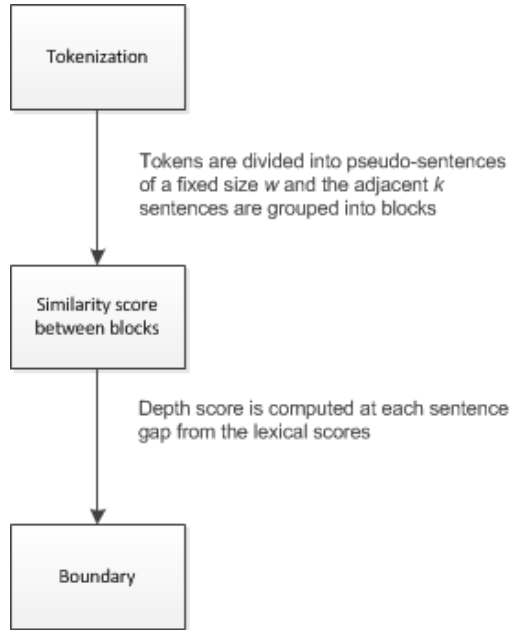 Tokenization
Tokens are divided into pseudo-sentences
of a fixed size w and the adjacent k
sentences are grouped into blocks
Similarity score
between blocks
Depth score is computed at each sentence
gap from the lexical scores
Boundary